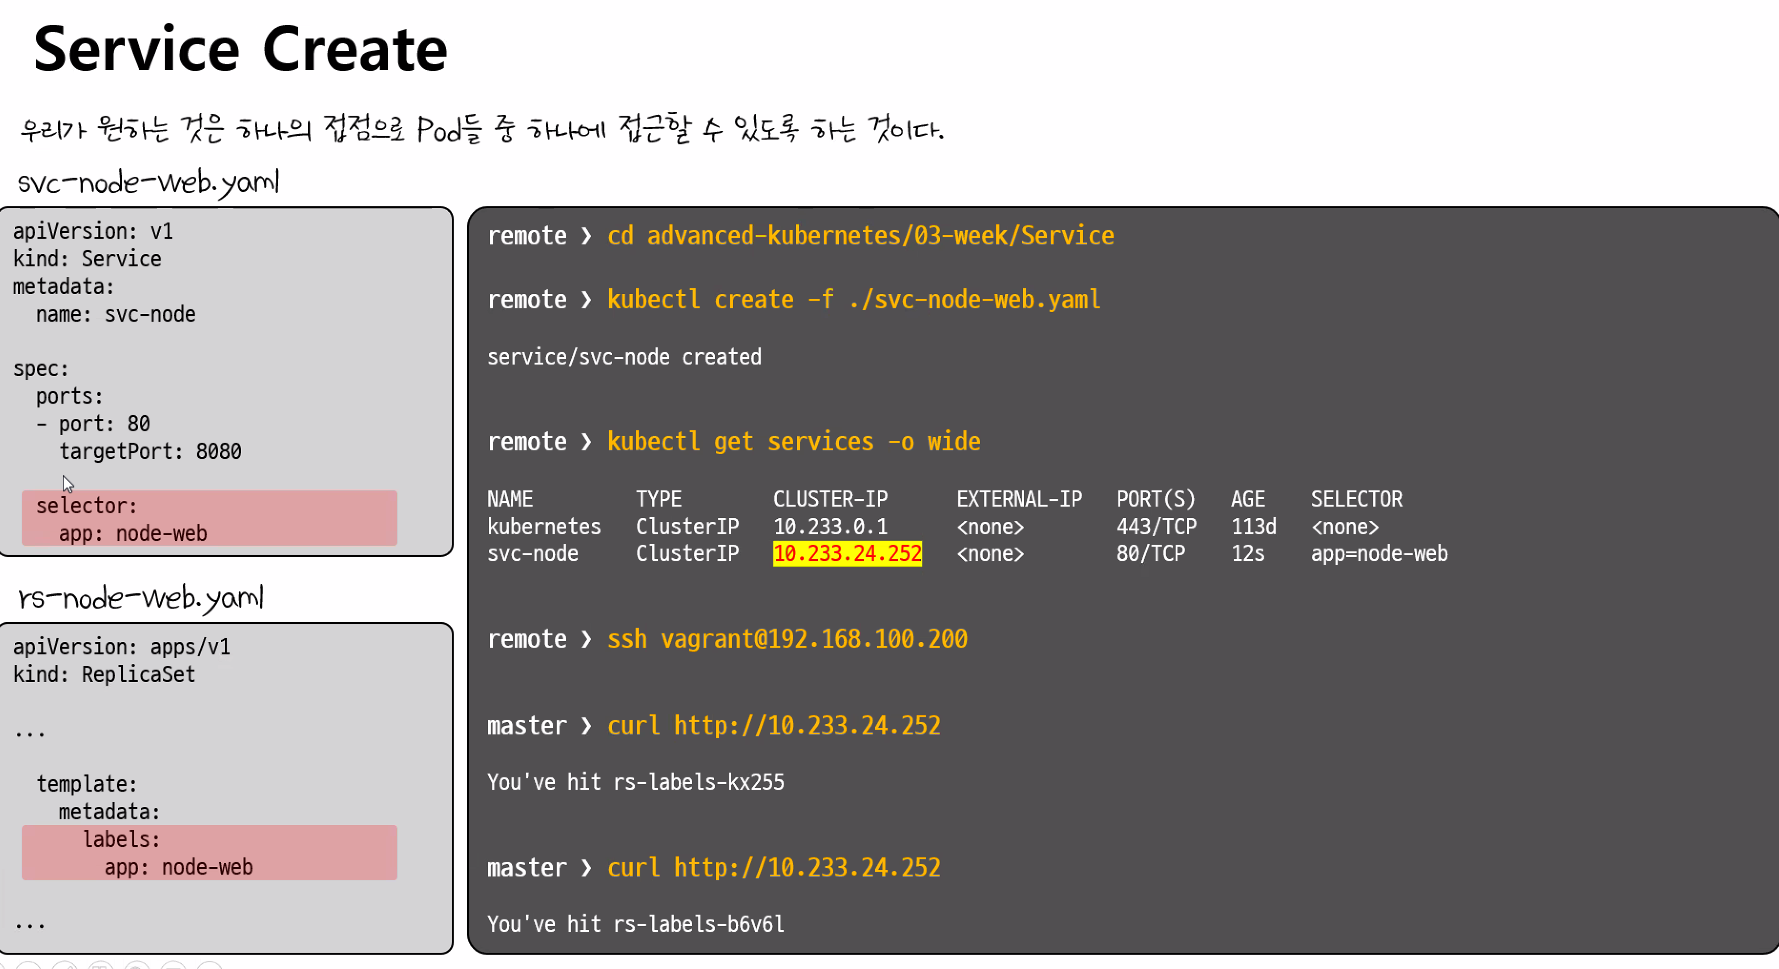 Service Create
우리가 원하는 것은 하나의 접점으로 Pod들 중 하나에 접근할 수 있도록 하는 것이다.
svc-node-web.yaml
apiVersion: v1
kind: Service
metadata:
  name: svc-node
spec:
  ports:
  - port: 80
    targetPort: 8080
  selector:
    app: node-web
rs-node-web.yaml
apiVersion: apps/v1
kind: ReplicaSet
...
  template:
    metadata:
      labels:
        app: node-web
...
remote ❯ cd advanced-kubernetes/03-week/Service
remote ❯ kubectl create -f ./svc-node-web.yaml
service/svc-node created
remote ❯ kubectl get services -o wide
NAME TYPE CLUSTER-IP EXTERNAL-IP PORT(S) AGE SELECTOR
kubernetes ClusterIP 10.233.0.1 <none> 443/TCP 113d <none>
svc-node ClusterIP 10.233.24.252 <none> 80/TCP 12s app=node-web
remote ❯ ssh vagrant@192.168.100.200
master ❯ curl http://10.233.24.252
You've hit rs-labels-kx255
master ❯ curl http://10.233.24.252
You've hit rs-labels-b6v6l